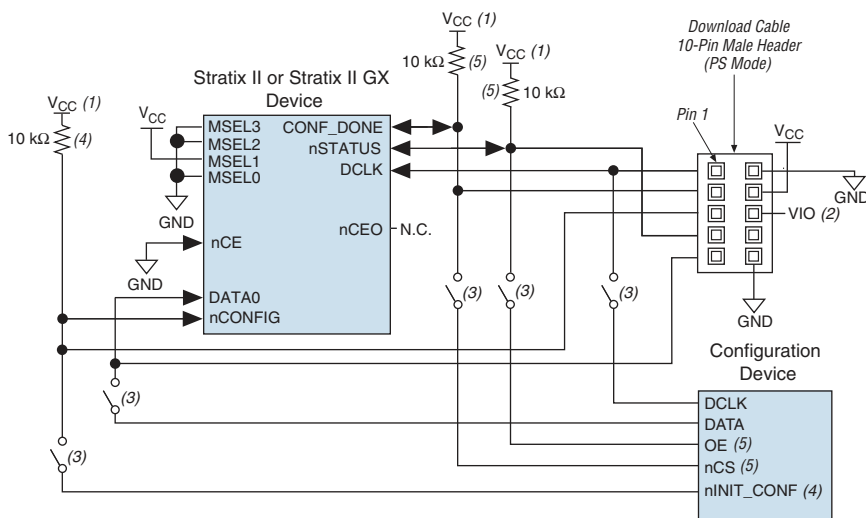 Download Cable
10-Pin Male Header
(PS Mode)
VCC (1)
VCC (1)
10 kΩ (5)
(5) 10 kΩ
Stratix II or Stratix II GX
Device
Pin 1
VCC
VCC (1)
VCC
10 kΩ (4)
MSEL3
MSEL2
MSEL1
MSEL0
CONF_DONE
nSTATUS
DCLK
GND
GND
nCE
nCEO
N.C.
VIO (2)
GND
DATA0
nCONFIG
(3)
(3)
(3)
GND
Configuration
Device
(3)
(3)
DCLK
DATA
OE (5)
nCS (5)
nINIT_CONF (4)